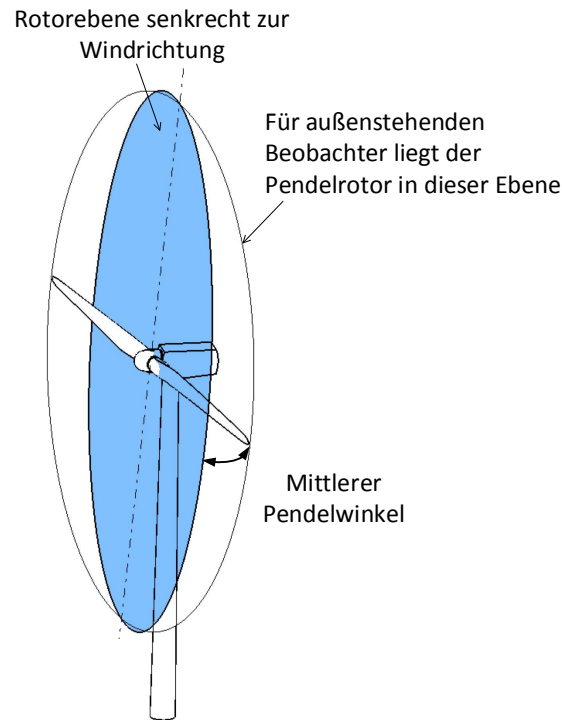 Rotorebene senkrecht zur
Windrichtung
Für außenstehenden
Beobachter liegt der
Pendelrotor in dieser Ebene
Mittlerer
Pendelwinkel